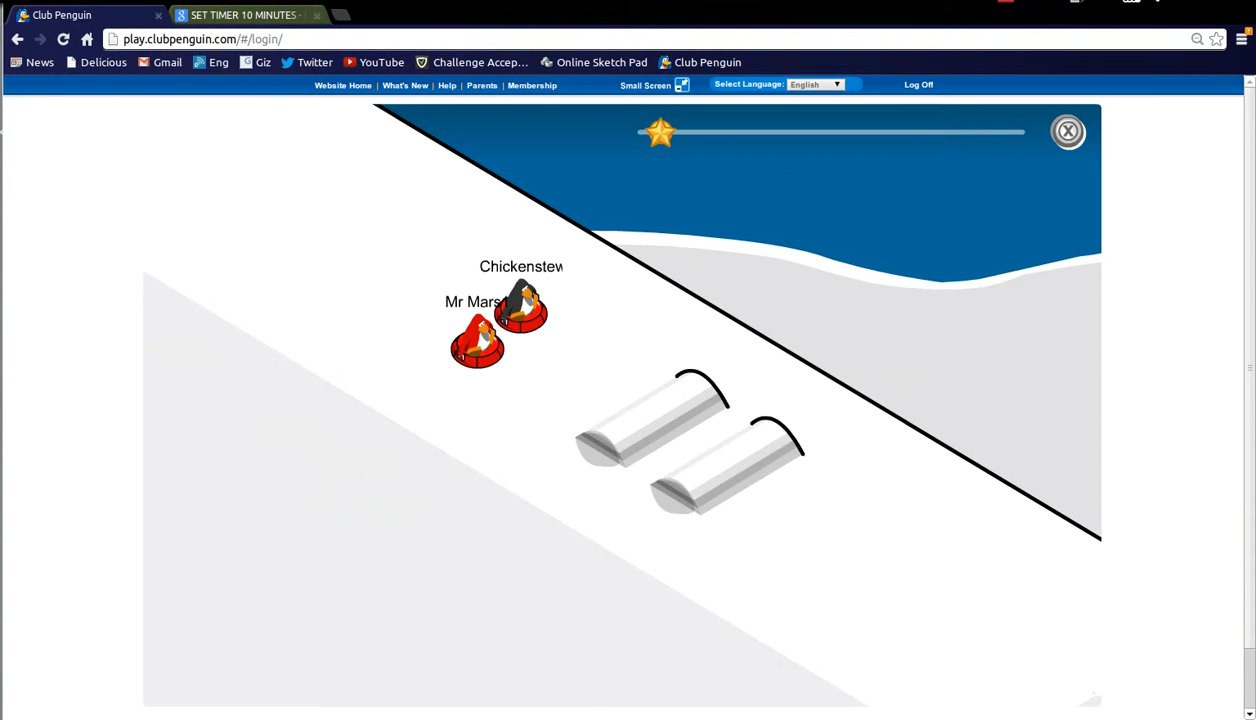 Club Penguin
SET TIMER 10 MINUTES -
play.clubpenguin.com/#/login/
News Delicious Gmail Eng Giz Twitter YouTube Challenge Accep... Online Sketch Pad Club Penguin
Website Home | What's New | Help | Parents | Membership Small Screen Select Language: English Log Off
Chickenstew
Mr Mars